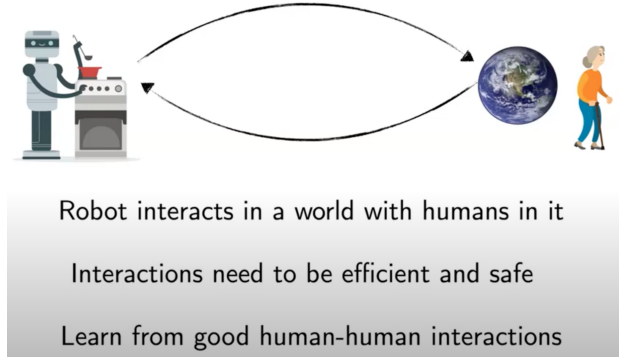 Robot interacts in a world with humans in it
Interactions need to be efficient and safe
Learn from good human-human interactions